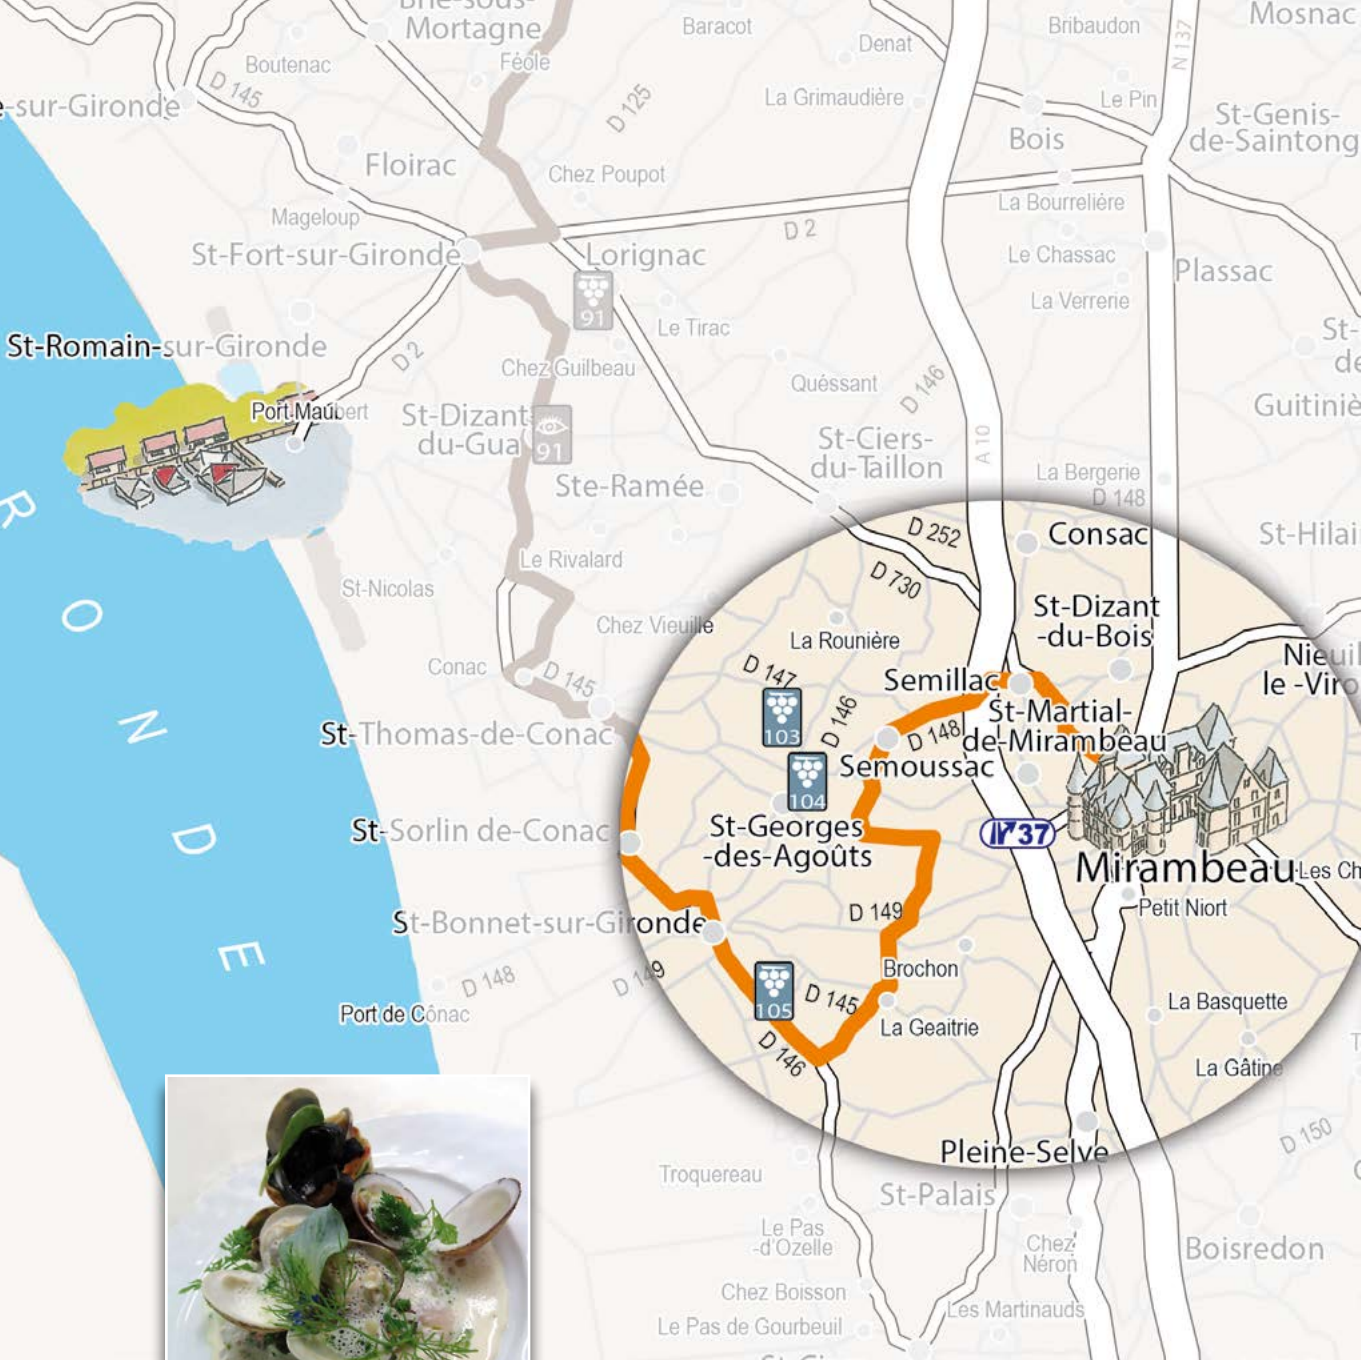 Mortagne
Baracot
Bribaudon
Mosnac
Denat
N 137
Féole
Boutenac
D 145
-sur-Gironde
D 125
La Grimaudière
Le Pin
St-Genis-
de-Saintong
Bois
Floirac
Chez Poupot
Mageloup
La Bourrelière
D 2
St-Fort-sur-Gironde
Lorignac
Le Chassac
Plassac
91
La Verrerie
Le Tirac
St-Romain-sur-Gironde
D 2
Chez Guilbeau
Quéssant
D 146
St-
de
Port Maubert
St-Dizant
du-Gua
91
Guitiniè
St-Ciers-
du-Taillon
A 10
La Bergerie
D 148
Ste-Ramée
Consac
St-Hilai
D 252
Le Rivalard
D 730
St-Nicolas
St-Dizant
-du-Bois
Chez Vieuille
La Rounière
Nieuil
le -Viro
Conac
D 145
D 147
Semillac
103
D 146
St-Martial-
de-Mirambeau
D 148
St-Thomas-de-Conac
Semoussac
104
St-Sorlin de-Conac
St-Georges
-des-Agoûts
37
Mirambeau
Les Ch
Petit Niort
D 149
St-Bonnet-sur-Gironde
Brochon
D 148
D 149
105
D 145
La Geaitrie
La Basquette
Port de Cônac
D 146
La Gâtine
GIRONDE
Pleine-Selve
D 150
Troquereau
St-Palais
Le Pas
-d'Ozelle
Chez
Néron
Boisredon
Chez Boisson
Les Martinauds
Le Pas de Gourbeuil